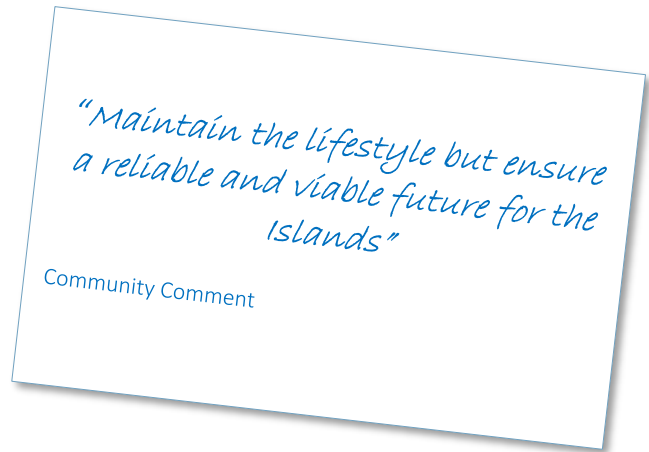 “Maintain the lifestyle but ensure
a reliable and viable future for the
Islands”
Community Comment